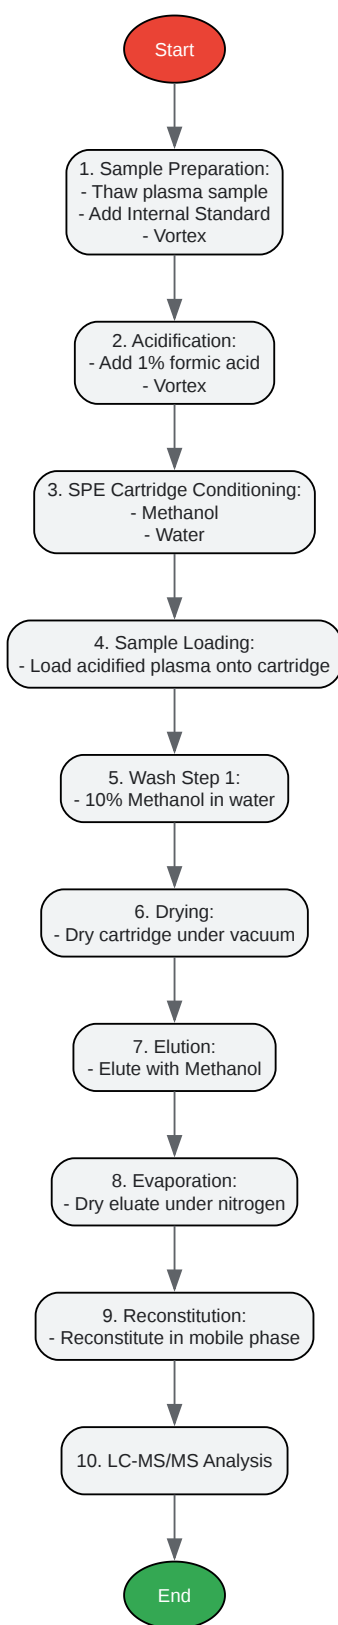 Start
1. Sample Preparation:
- Thaw plasma sample
- Add Internal Standard
- Vortex
2. Acidification:
- Add 1% formic acid
- Vortex
3. SPE Cartridge Conditioning:
- Methanol
- Water
4. Sample Loading:
- Load acidified plasma onto cartridge
5. Wash Step 1:
- 10% Methanol in water
6. Drying:
- Dry cartridge under vacuum
7. Elution:
- Elute with Methanol
8. Evaporation:
- Dry eluate under nitrogen
9. Reconstitution:
- Reconstitute in mobile phase
10. LC-MS/MS Analysis
End